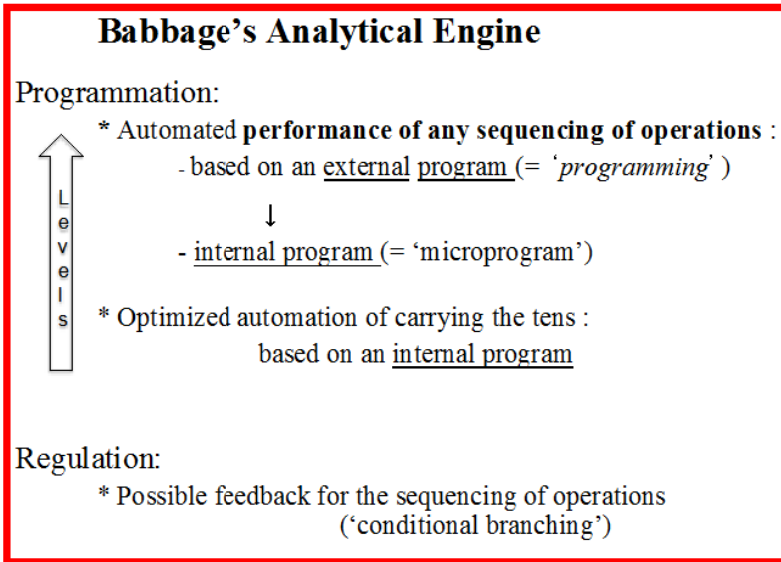 Babbage’s Analytical Engine
Programmation:
* Automated performance of any sequencing of operations :
- based on an external program (= ‘programming’ )
↓
- internal program (= ‘microprogram’)
* Optimized automation of carrying the tens :
based on an internal program
Levels
Regulation:
* Possible feedback for the sequencing of operations
(‘conditional branching’)